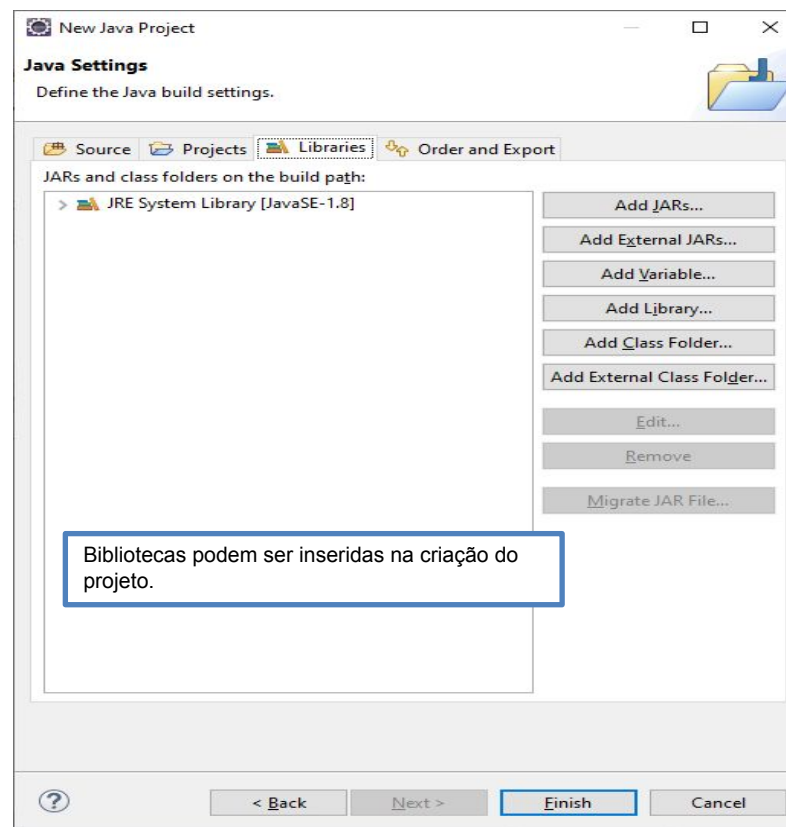 New Java Project
Java Settings
Define the Java build settings.
Source Projects Libraries Order and Export
JARs and class folders on the build path:
JRE System Library [JavaSE-1.8]
Add JARs...
Add External JARs...
Add Variable...
Add Library...
Add Class Folder...
Add External Class Folder...
Edit...
Remove
Migrate JAR File...
Bibliotecas podem ser inseridas na criação do
projeto.
? < Back Next > Finish Cancel